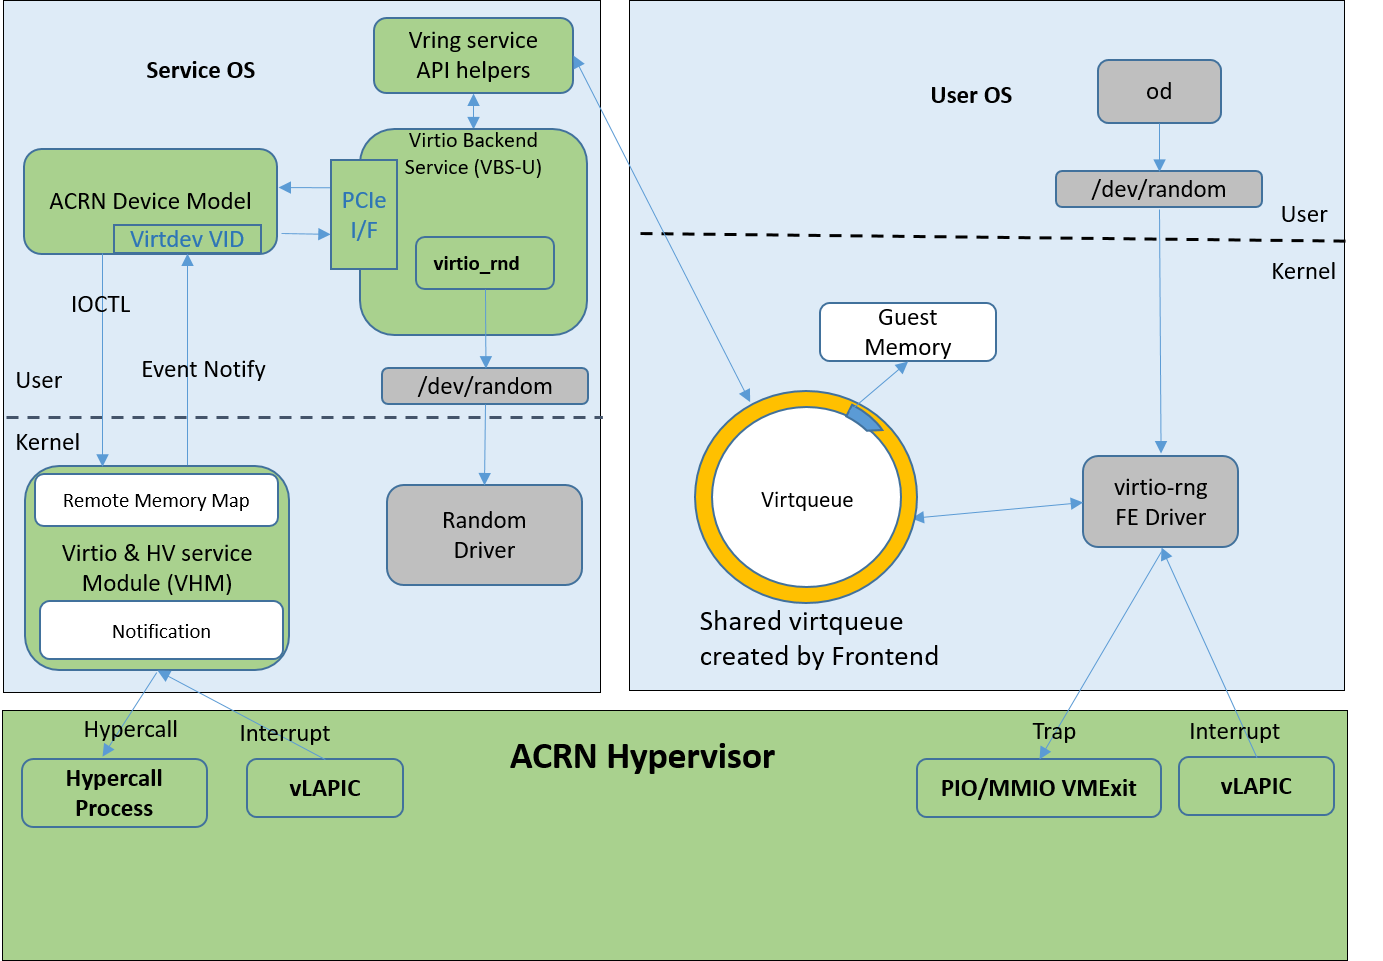 Service OS
Vring service
API helpers
Virtio Backend
Service (VBS-U)
ACRN Device Model
Virtdev VID
PCIe
I/F
virtio_rnd
IOCTL
Event Notify
/dev/random
User
Kernel
Remote Memory Map
Virtio & HV service
Module (VHM)
Notification
Random
Driver
User OS
od
/dev/random
User
Kernel
Guest
Memory
Virtqueue
virtio-rng
FE Driver
Shared virtqueue
created by Frontend
ACRN Hypervisor
Hypercall
Interrupt
Hypercall
Process
vLAPIC
Trap
Interrupt
PIO/MMIO VMExit
vLAPIC